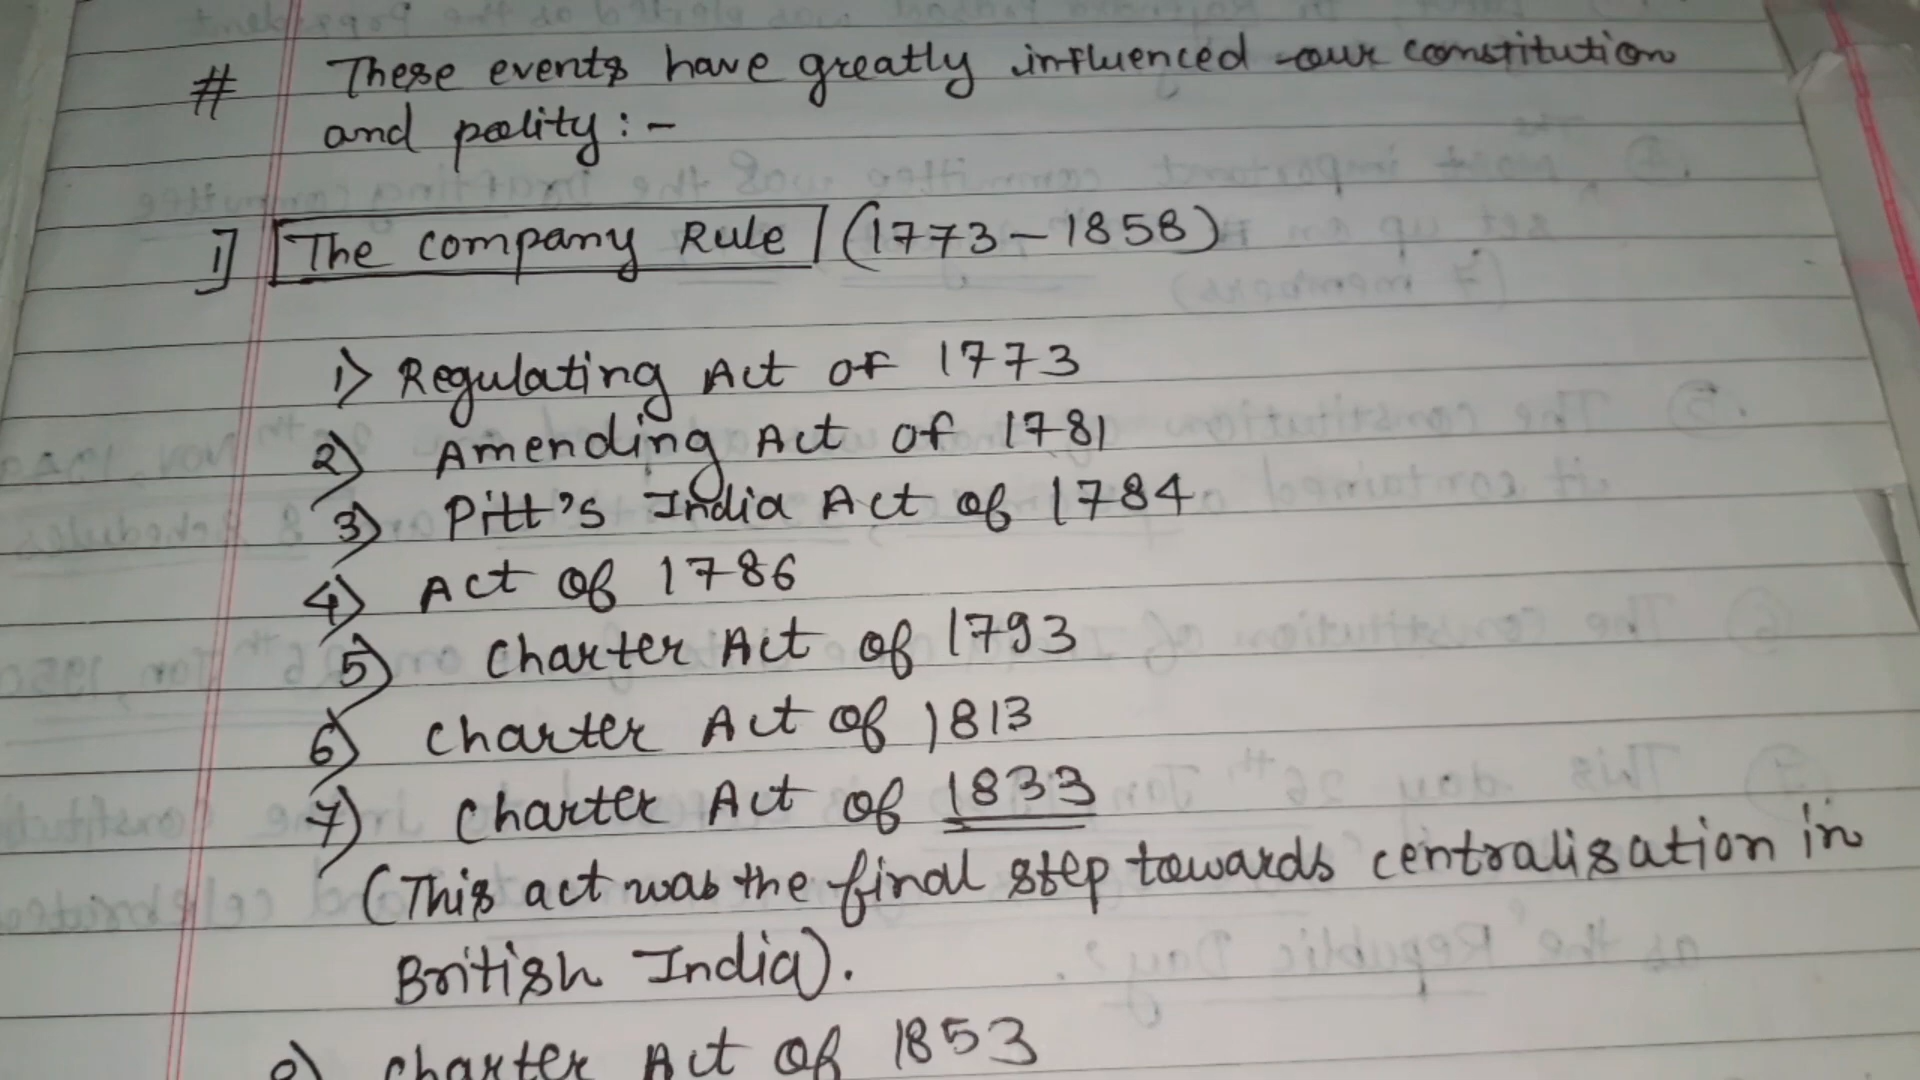 # These events have greatly influenced our constitution
and polity:-
i] The Company Rule (1773-1858)
1) Regulating Act of 1773
2) Amending Act of 1781
3) Pitt's India Act of 1784
4) Act of 1786
5) Charter Act of 1793
6) Charter Act of 1813
7) Charter Act of 1833
(This act was the final step towards centralisation in
British India).
8) Charter Act of 1853